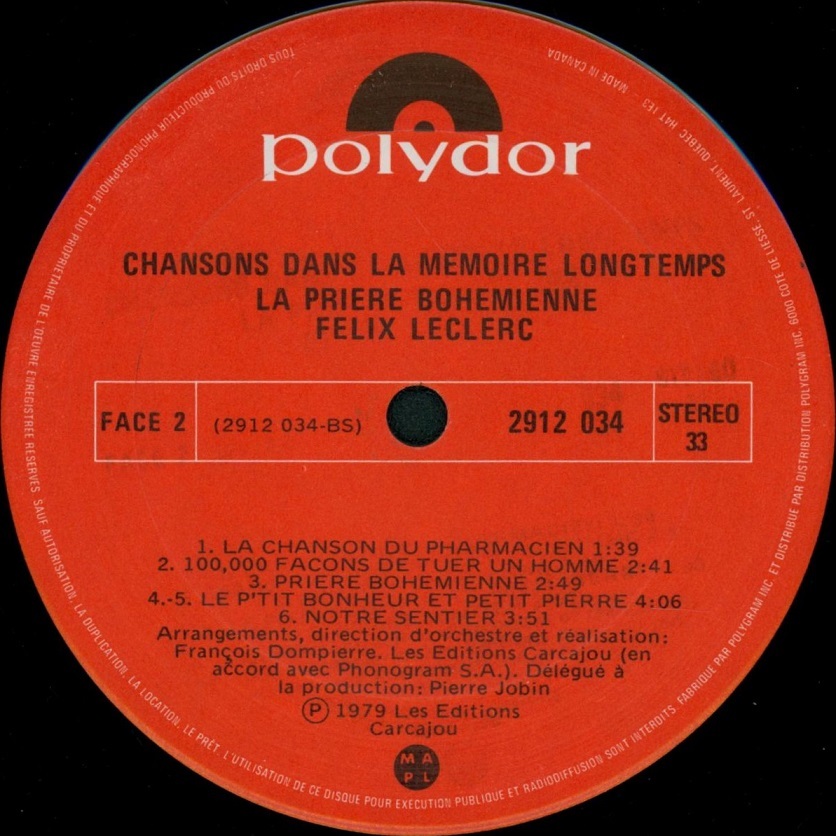 polydor
CHANSONS DANS LA MEMOIRE LONGTEMPS
LA PRIERE BOHEMIENNE
FELIX LECLERC
FACE 2
(2912 034-BS)
2912 034
STEREO
33
1. LA CHANSON DU PHARMACIEN 1:39
2. 100,000 FACONS DE TUER UN HOMME 2:41
3. PRIERE BOHEMIENNE 2:49
4.-5. LE P'TIT BONHEUR ET PETIT PIERRE 4:06
6. NOTRE SENTIER 3:51
Arrangements, direction d'orchestre et réalisation:
François Dompierre. Les Editions Carcajou (en
accord avec Phonogram S.A.). Délégué à
la production: Pierre Jobin
Ⓟ 1979 Les Editions
Carcajou
MA
PL
TOUS DROITS DU PRODUCTEUR PHONOGRAPHIQUE ET DU PROPRIETAIRE DE L'OEUVRE ENREGISTREE RESERVES. SAUF AUTORISATION, LA DUPLICATION, LA LOCATION, LE PRÊT, L'UTILISATION DE CE DISQUE POUR EXECUTION PUBLIQUE ET RADIODIFFUSION SONT INTERDITS. FABRIQUE PAR POLYGRAM INC. ET DISTRIBUE PAR DISTRIBUTION POLYGRAM INC. 6000 COTE DE LIESSE, ST LAURENT, QUEBEC H4T 1E3
MADE IN CANADA